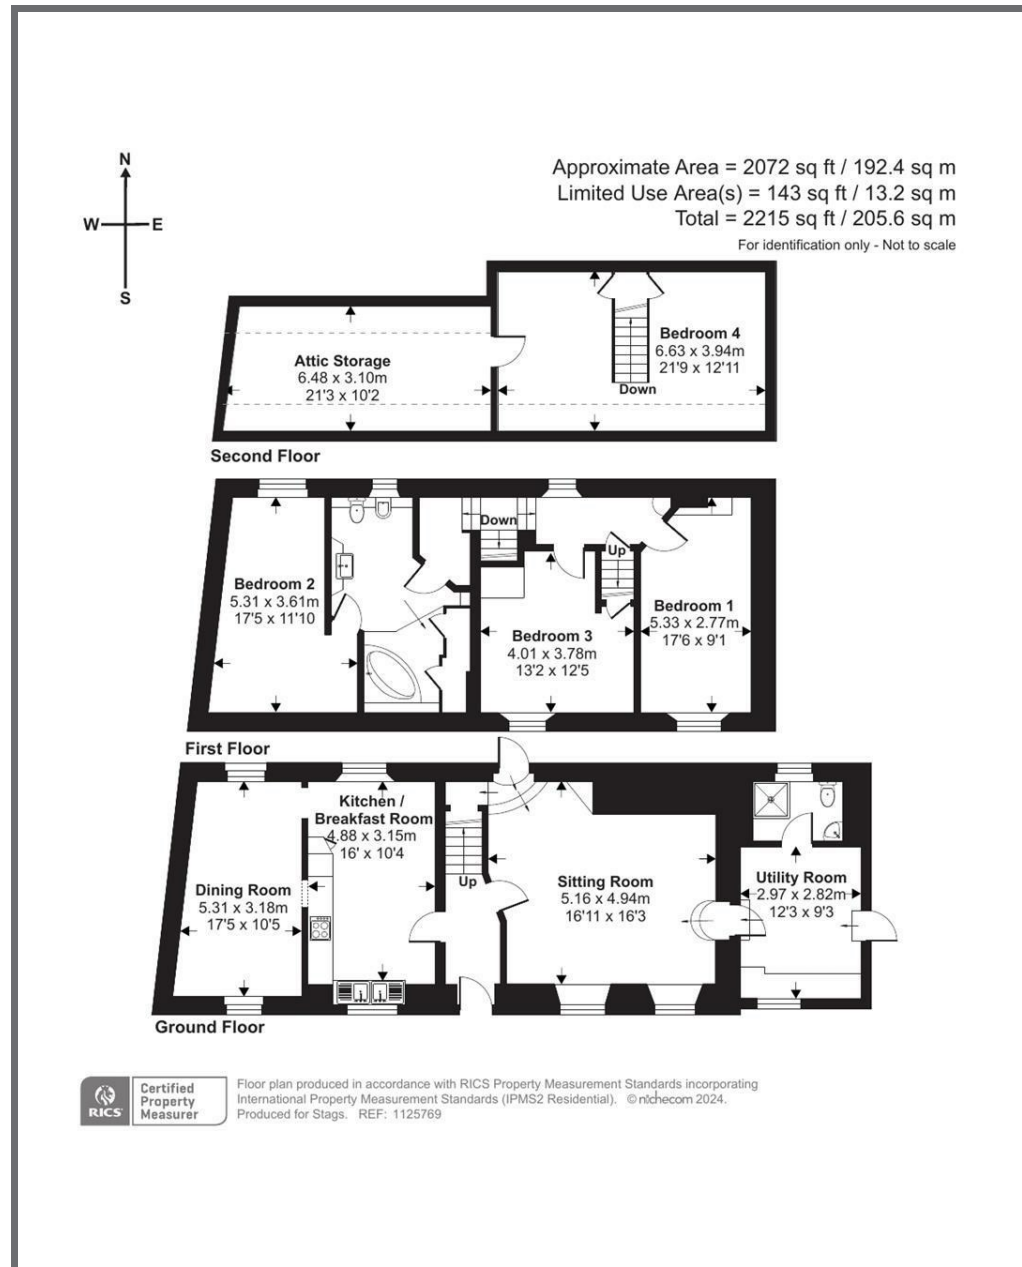 N
W E
S
Approximate Area = 2072 sq ft / 192.4 sq m
Limited Use Area(s) = 143 sq ft / 13.2 sq m
Total = 2215 sq ft / 205.6 sq m
For identification only - Not to scale
Attic Storage
6.48 x 3.10m
21'3 x 10'2
Bedroom 4
6.63 x 3.94m
21'9 x 12'11
Down
Second Floor
Bedroom 2
5.31 x 3.61m
17'5 x 11'10
Down
Up
Bedroom 3
4.01 x 3.78m
13'2 x 12'5
Bedroom 1
5.33 x 2.77m
17'6 x 9'1
First Floor
Dining Room
5.31 x 3.18m
17'5 x 10'5
Kitchen /
Breakfast Room
4.88 x 3.15m
16' x 10'4
Up
Sitting Room
5.16 x 4.94m
16'11 x 16'3
Utility Room
2.97 x 2.82m
12'3 x 9'3
Ground Floor
RICS
Certified
Property
Measurer
Floor plan produced in accordance with RICS Property Measurement Standards incorporating
International Property Measurement Standards (IPMS2 Residential). © nichecom 2024.
Produced for Stags. REF: 1125769